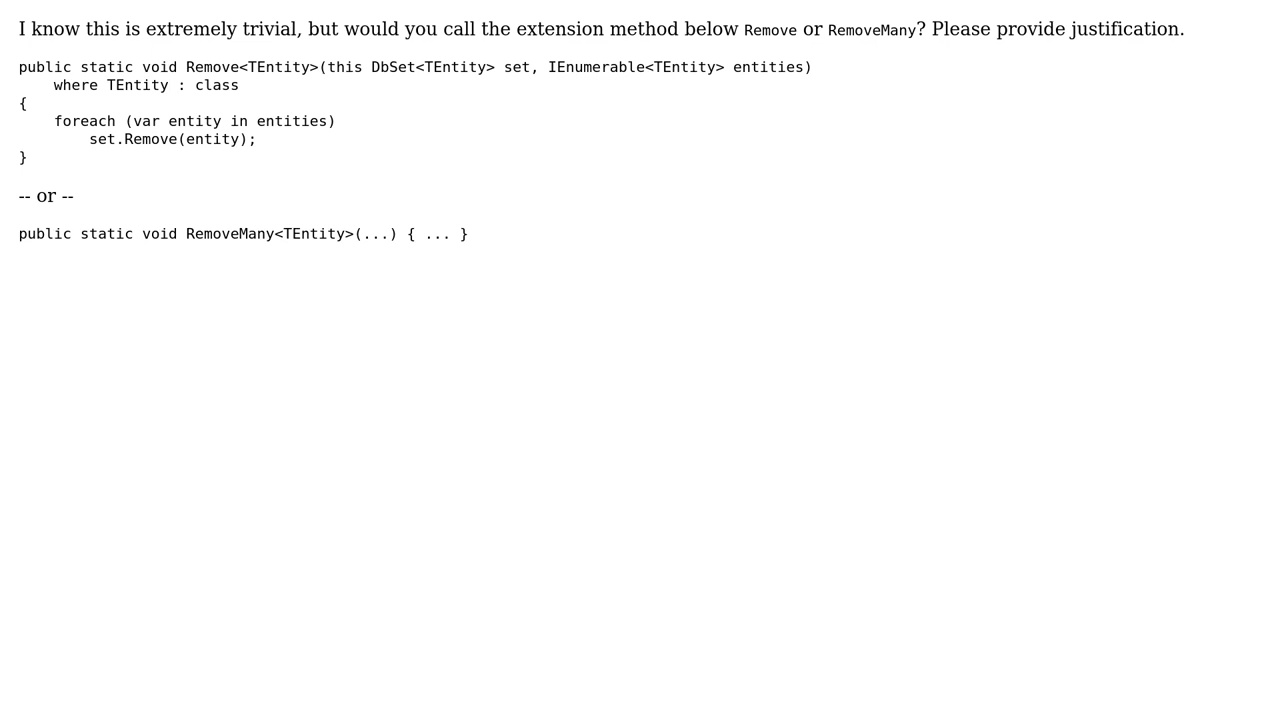 I know this is extremely trivial, but would you call the extension method below Remove or RemoveMany? Please provide justification.
public static void Remove<TEntity>(this DbSet<TEntity> set, IEnumerable<TEntity> entities)
    where TEntity : class
{
    foreach (var entity in entities)
        set.Remove(entity);
}
-- or --
public static void RemoveMany<TEntity>(...) { ... }